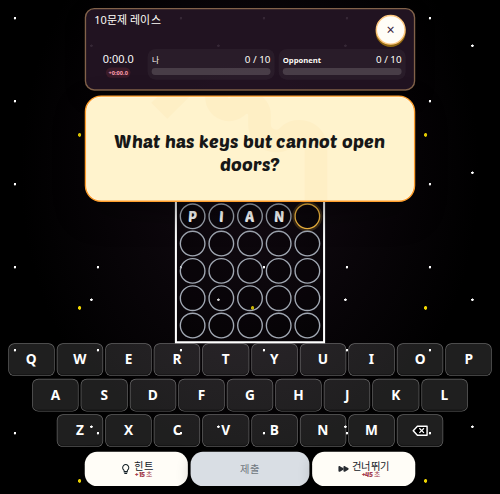 10문제 레이스
×
0:00.0
+0:00.0
나
0 / 10
Opponent
0 / 10
What has keys but cannot open
doors?
P I A N
Q W E R T Y U I O P
A S D F G H J K L
Z X C V B N M
힌트
+15 초
제출
건너뛰기
+45 초